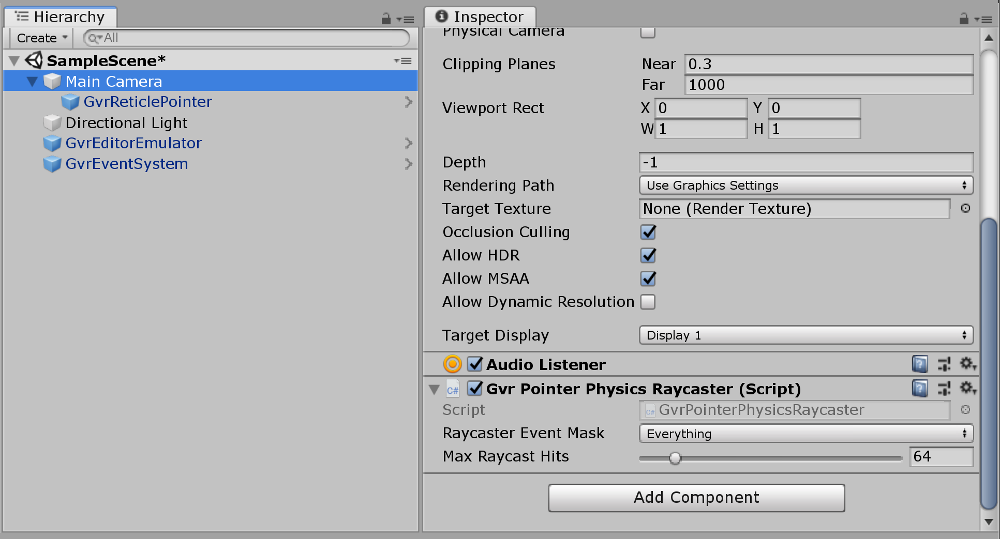 Hierarchy
Create
All
SampleScene*
Main Camera
GvrReticlePointer
Directional Light
GvrEditorEmulator
GvrEventSystem
Inspector
Physical Camera
Clipping Planes Near 0.3
Far 1000
Viewport Rect X 0 Y 0
W 1 H 1
Depth -1
Rendering Path Use Graphics Settings
Target Texture None (Render Texture)
Occlusion Culling
Allow HDR
Allow MSAA
Allow Dynamic Resolution
Target Display Display 1
Audio Listener
C# Gvr Pointer Physics Raycaster (Script)
Script C# GvrPointerPhysicsRaycaster
Raycaster Event Mask Everything
Max Raycast Hits 64
Add Component